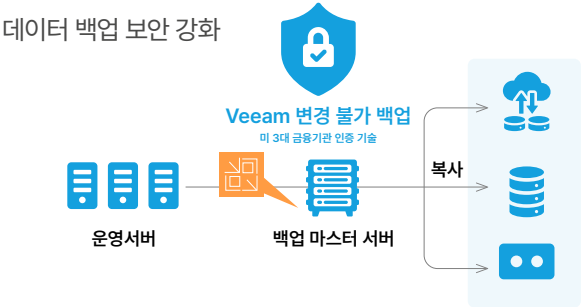 데이터 백업 보안 강화
Veeam 변경 불가 백업
미 3대 금융기관 인증 기술
복사
운영서버
백업 마스터 서버